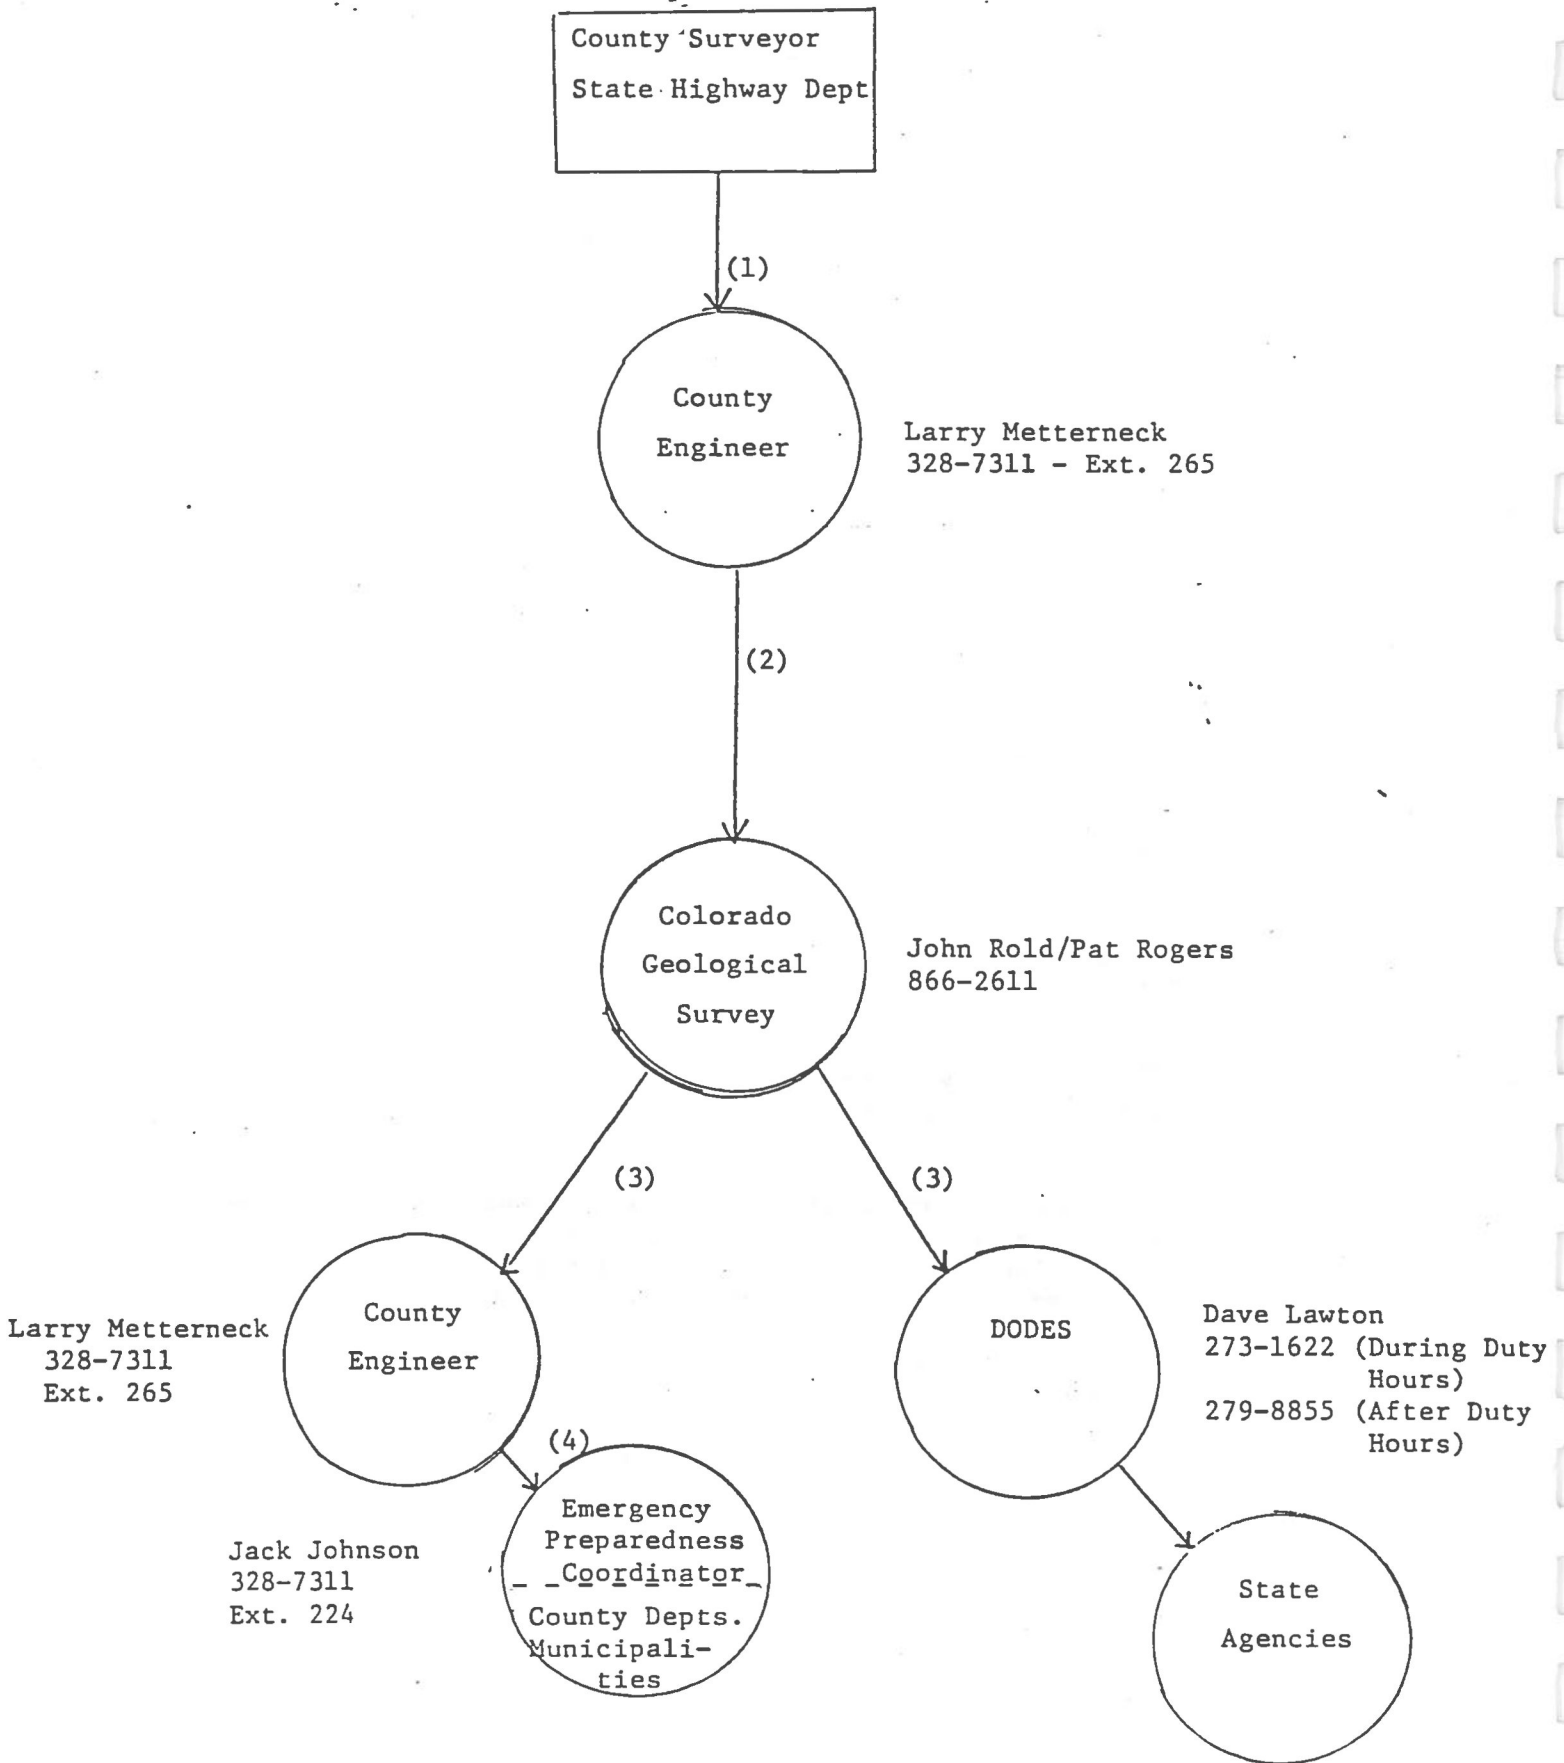 County Surveyor
State Highway Dept
(1)
County
Engineer
Larry Metterneck
328-7311 - Ext. 265
(2)
Colorado
Geological
Survey
John Rold/Pat Rogers
866-2611
(3)
(3)
Larry Metterneck
328-7311
Ext. 265
County
Engineer
DODES
Dave Lawton
273-1622 (During Duty
Hours)
279-8855 (After Duty
Hours)
(4)
Jack Johnson
328-7311
Ext. 224
Emergency
Preparedness
Coordinator
County Depts.
Municipali-
ties
State
Agencies